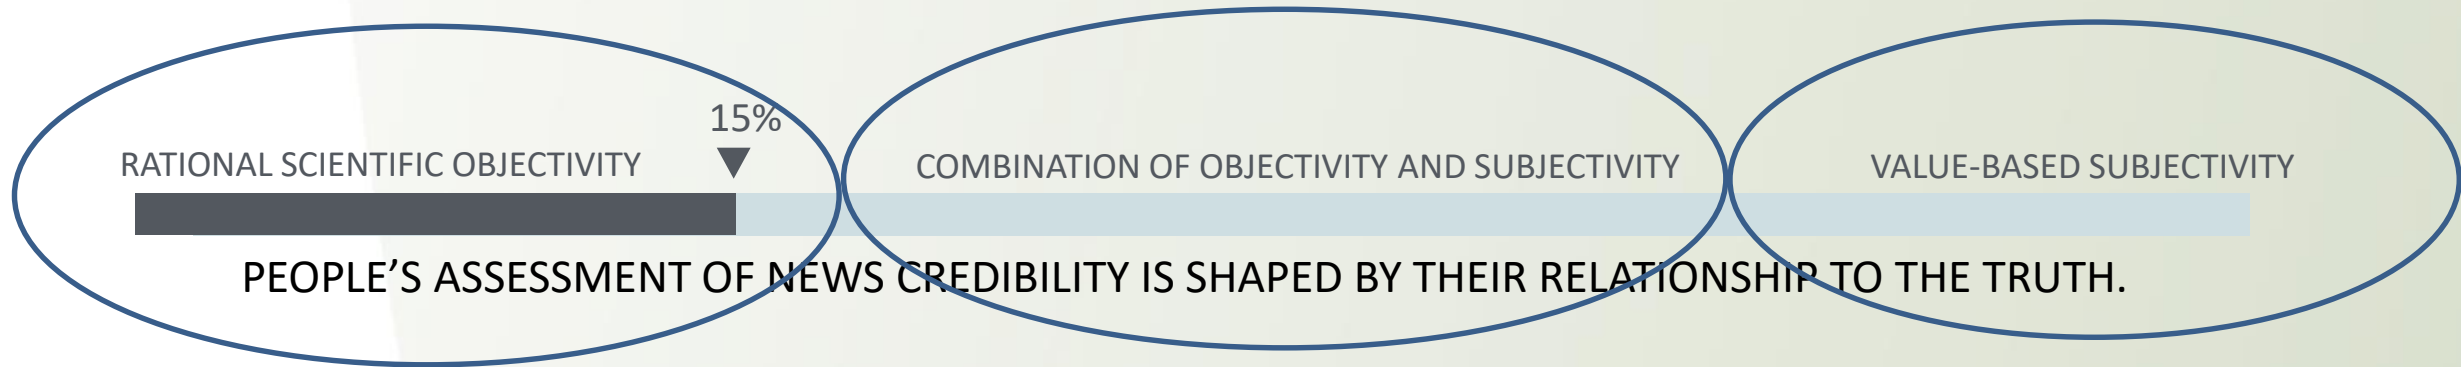 15%
RATIONAL SCIENTIFIC OBJECTIVITY
COMBINATION OF OBJECTIVITY AND SUBJECTIVITY
VALUE-BASED SUBJECTIVITY
PEOPLE’S ASSESSMENT OF NEWS CREDIBILITY IS SHAPED BY THEIR RELATIONSHIP TO THE TRUTH.